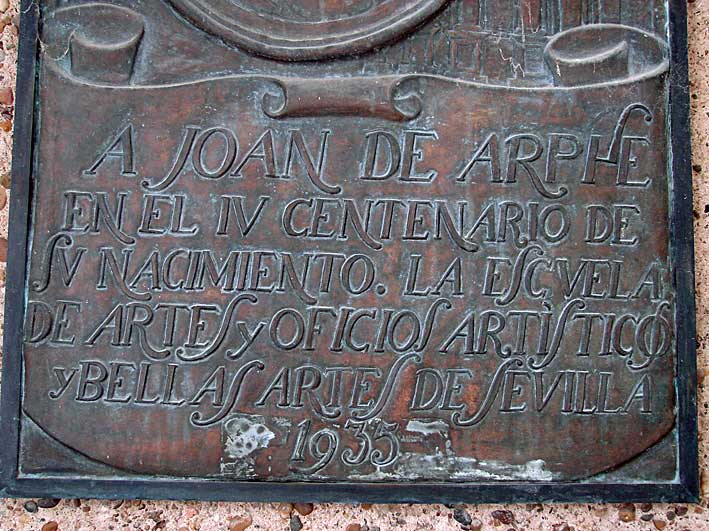 A JOAN DE ARPHE
EN EL IV CENTENARIO DE
SV NACIMIENTO. LA ESCVELA
DE ARTES y OFICIOS ARTÍSTICOS
y BELLAS ARTES DE SEVILLA
1935